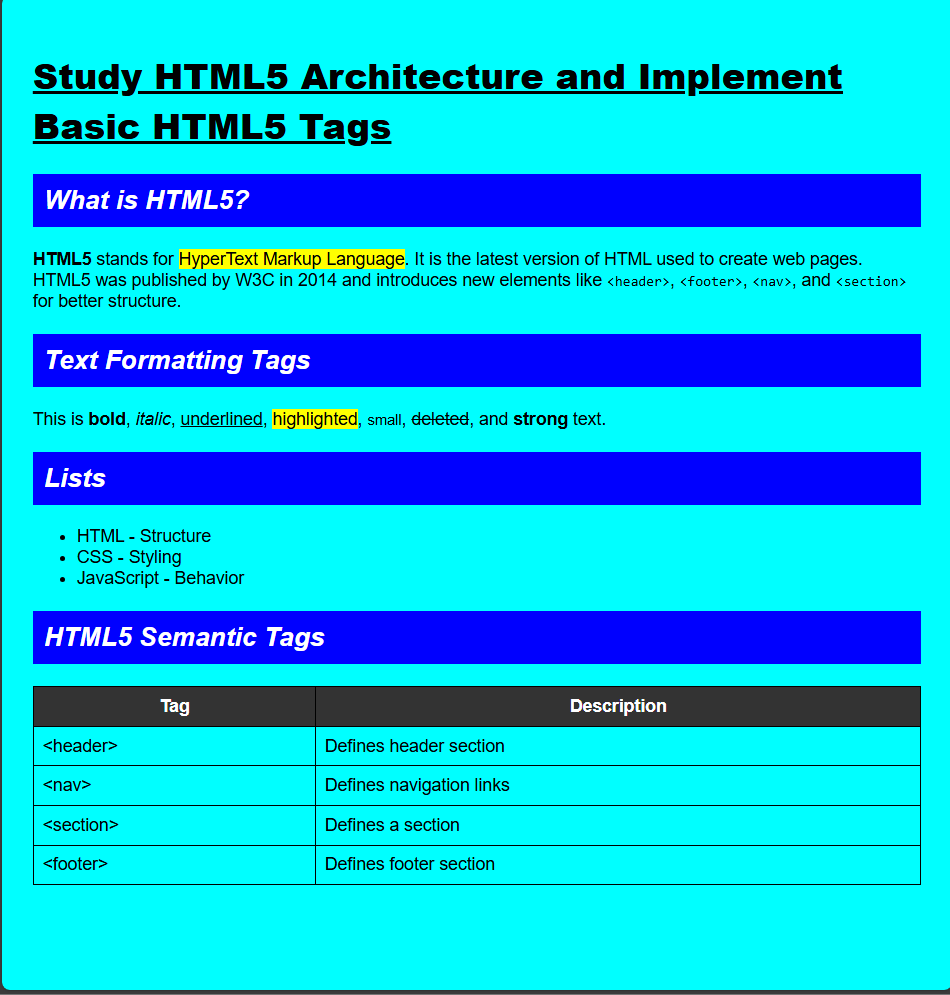 Study HTML5 Architecture and Implement
Basic HTML5 Tags
What is HTML5?
HTML5 stands for HyperText Markup Language. It is the latest version of HTML used to create web pages.
HTML5 was published by W3C in 2014 and introduces new elements like <header>, <footer>, <nav>, and <section>
for better structure.
Text Formatting Tags
This is bold, italic, underlined, highlighted, small, deleted, and strong text.
Lists
• HTML - Structure
• CSS - Styling
• JavaScript - Behavior
HTML5 Semantic Tags
Tag Description
<header> Defines header section
<nav> Defines navigation links
<section> Defines a section
<footer> Defines footer section